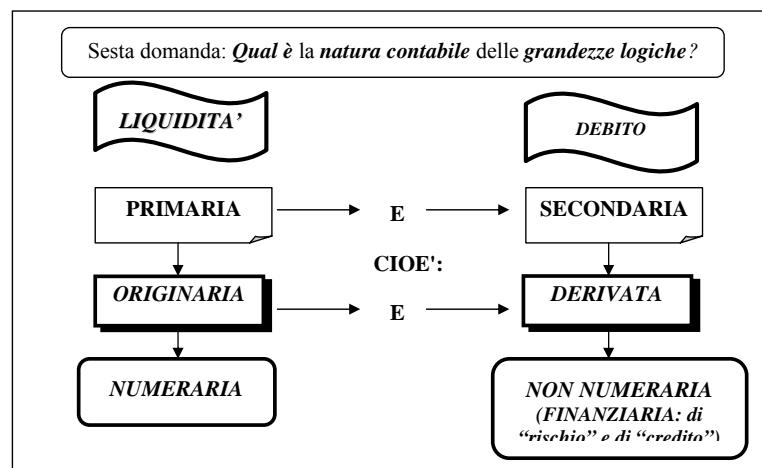 Sesta domanda: Qual è la natura contabile delle grandezze logiche?
LIQUIDITA’ DEBITO
PRIMARIA E SECONDARIA
CIOE':
ORIGINARIA E DERIVATA
NUMERARIA NON NUMERARIA
(FINANZIARIA: di
“rischio” e di “credito”)